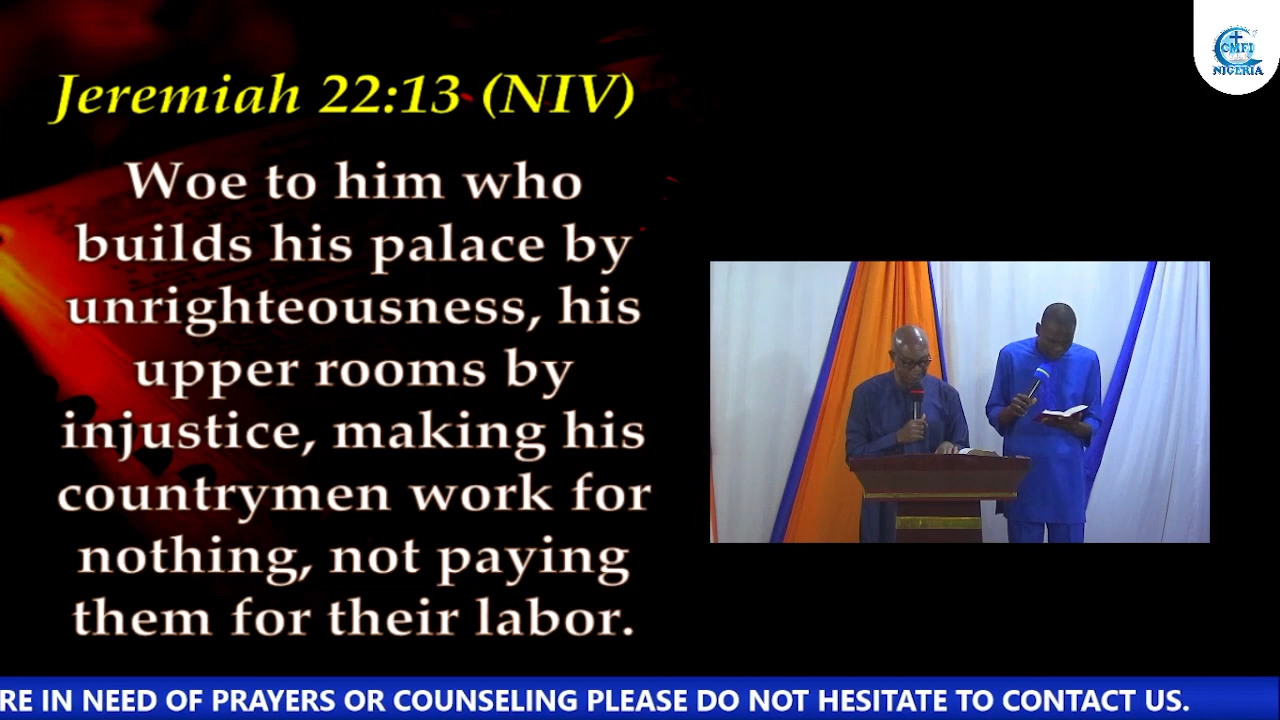 Jeremiah 22:13 (NIV)
Woe to him who
builds his palace by
unrighteousness, his
upper rooms by
injustice, making his
countrymen work for
nothing, not paying
them for their labor.
CMFI
NIGERIA
RE IN NEED OF PRAYERS OR COUNSELING PLEASE DO NOT HESITATE TO CONTACT US.